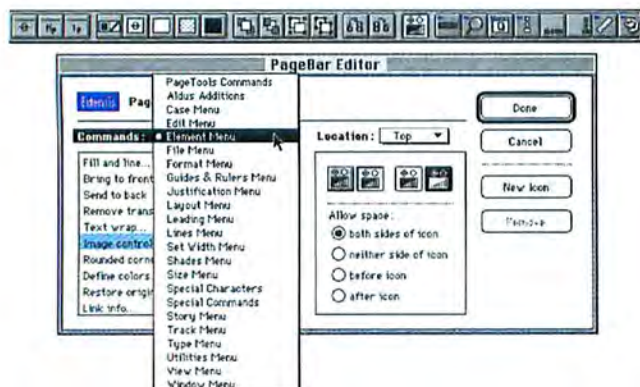 PageBar Editor
Edenis Pag
Commands:
PageTools Commands
Aldus Additions
Case Menu
Edit Menu
Element Menu
File Menu
Format Menu
Guides & Rulers Menu
Justification Menu
Layout Menu
Leading Menu
Lines Menu
Set Width Menu
Shades Menu
Size Menu
Special Characters
Special Commands
Story Menu
Track Menu
Type Menu
Utilities Menu
View Menu
Window Menu
Fill and line...
Bring to front
Send to back
Remove trans
Text wrap...
Image control
Rounded corn
Define colors
Restore origin
Link info...
Location: Top
Allow space:
both sides of icon
neither side of icon
before icon
after icon
Done
Cancel
New Icon
Remove